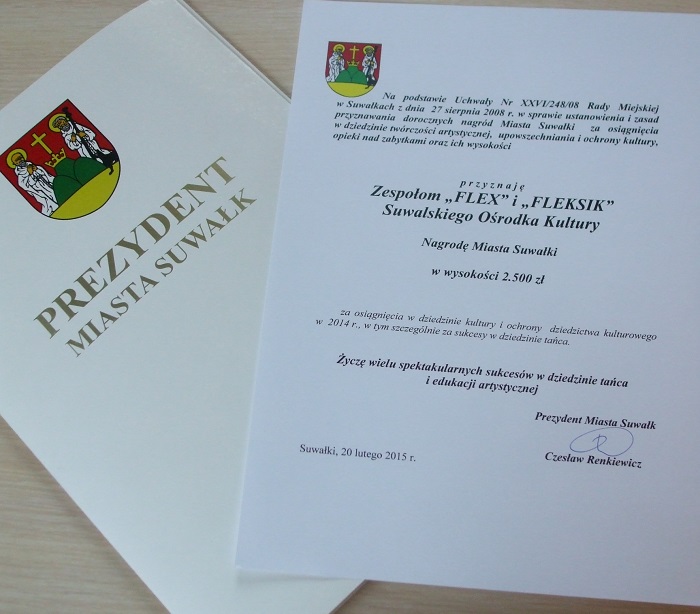 PREZYDENT
MIASTA SUWAŁK
Na podstawie Uchwały Nr XXVI/248/08 Rady Miejskiej
w Suwałkach z dnia 27 sierpnia 2008 r. w sprawie ustanowienia i zasad
przyznawania dorocznych nagród Miasta Suwałki za osiągnięcia
w dziedzinie twórczości artystycznej, upowszechniania i ochrony kultury,
opieki nad zabytkami oraz ich wysokości
przyznaję
Zespołom „FLEX” i „FLEKSIK”
Suwalskiego Ośrodka Kultury
Nagrodę Miasta Suwałki
w wysokości 2.500 zł
za osiągnięcia w dziedzinie kultury i ochrony dziedzictwa kulturowego
w 2014 r., w tym szczególnie za sukcesy w dziedzinie tańca.
Życzę wielu spektakularnych sukcesów w dziedzinie tańca
i edukacji artystycznej
Prezydent Miasta Suwałk
Czesław Renkiewicz
Suwałki, 20 lutego 2015 r.